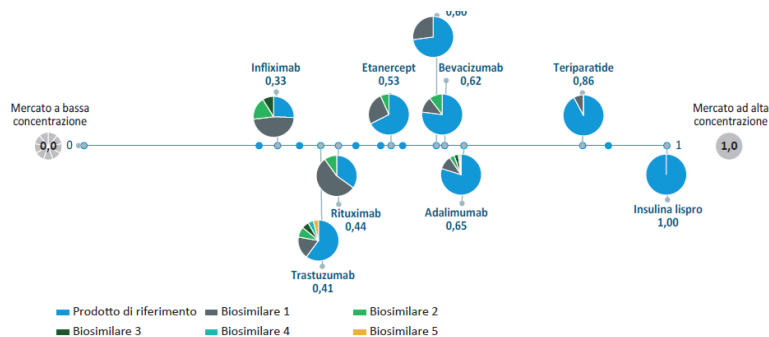 0,60
Infliximab
0,33
Etanercept
0,53
Bevacizumab
0,62
Teriparatide
0,86
Mercato a bassa
concentrazione
Mercato ad alta
concentrazione
0,0
0
1
1,0
Rituximab
0,44
Adalimumab
0,65
Insulina lispro
1,00
Trastuzumab
0,41
Prodotto di riferimento
Biosimilare 1
Biosimilare 2
Biosimilare 3
Biosimilare 4
Biosimilare 5